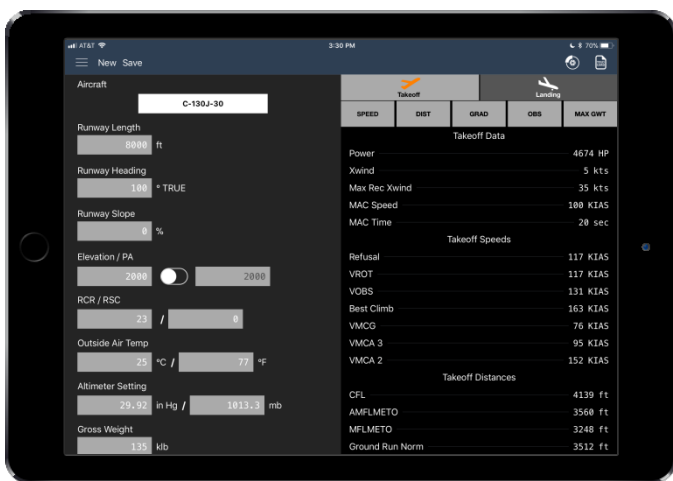 AT&T 3:30 PM 70%
New Save
Aircraft
C-130J-30
Runway Length
8000 ft
Runway Heading
100 ° TRUE
Runway Slope
0 %
Elevation / PA
2000 2000
RCR / RSC
23 / 0
Outside Air Temp
25 °C / 77 °F
Altimeter Setting
29.92 in Hg / 1013.3 mb
Gross Weight
135 klb
Takeoff Landing
SPEED DIST GRAD OBS MAX GWT
Takeoff Data
Power 4674 HP
Xwind 5 kts
Max Rec Xwind 35 kts
MAC Speed 100 KIAS
MAC Time 20 sec
Takeoff Speeds
Refusal 117 KIAS
VROT 117 KIAS
VOBS 131 KIAS
Best Climb 163 KIAS
VMCG 76 KIAS
VMCA 3 95 KIAS
VMCA 2 152 KIAS
Takeoff Distances
CFL 4139 ft
AMFLMETO 3560 ft
MFLMETO 3248 ft
Ground Run Norm 3512 ft